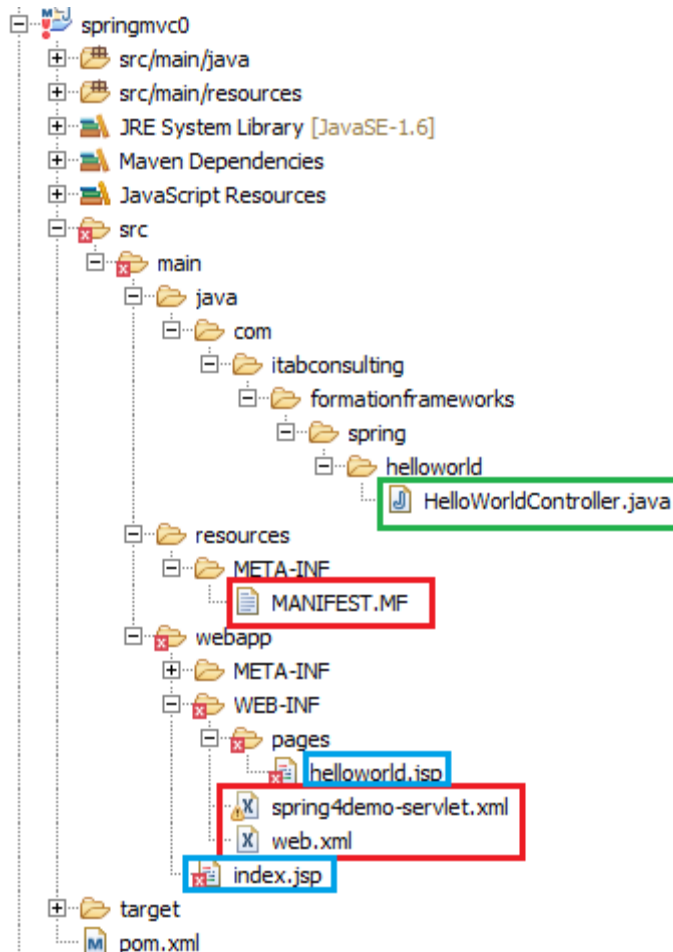 springmvc0
src/main/java
src/main/resources
JRE System Library [JavaSE-1.6]
Maven Dependencies
JavaScript Resources
src
main
java
com
itabconsulting
formationframeworks
spring
helloworld
HelloWorldController.java
resources
META-INF
MANIFEST.MF
webapp
META-INF
WEB-INF
pages
helloworld.jsp
spring4demo-servlet.xml
web.xml
index.jsp
target
pom.xml